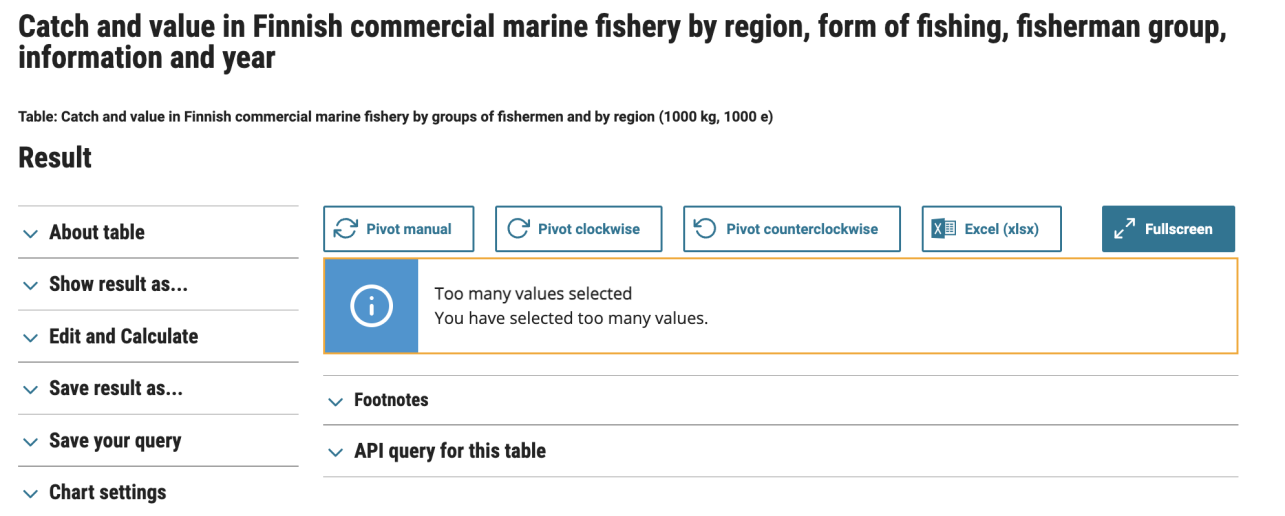 Catch and value in Finnish commercial marine fishery by region, form of fishing, fisherman group,
information and year
Table: Catch and value in Finnish commercial marine fishery by groups of fishermen and by region (1000 kg, 1000 e)
Result
About table
Show result as...
Edit and Calculate
Save result as...
Save your query
Chart settings
Pivot manual
Pivot clockwise
Pivot counterclockwise
Excel (xlsx)
Fullscreen
Too many values selected
You have selected too many values.
Footnotes
API query for this table